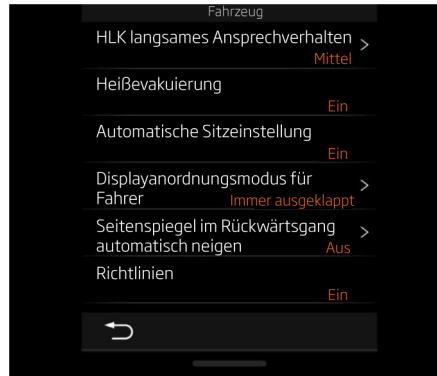 Fahrzeug
HLK langsames Ansprechverhalten
Mittel
Heißevakuierung
Ein
Automatische Sitzeinstellung
Ein
Displayanordnungsmodus für
Fahrer Immer ausgeklappt
Seitenspiegel im Rückwärtsgang
automatisch neigen Aus
Richtlinien
Ein